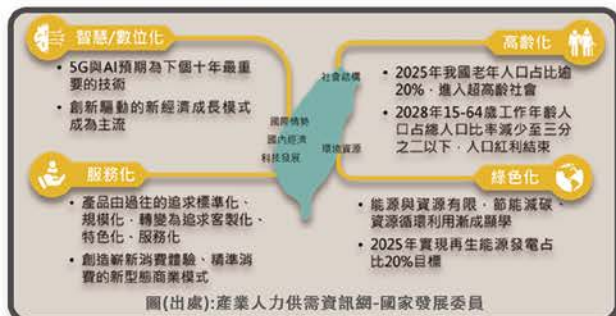 智慧/數位化
• 5G與AI預期為下個十年最重
要的技術
• 創新驅動的新經濟成長模式
成為主流
高齡化
• 2025年我國老年人口占比逾
20%，進入超高齡社會
• 2028年15-64歲工作年齡人
口占總人口比率減少至三分
之二以下，人口紅利結束
社會結構
國際情勢
國內經濟
科技發展
環境資源
服務化
• 產品由過往的追求標準化、
規模化，轉變為追求客製化、
特色化、服務化
• 創造嶄新消費體驗、精準消
費的新型態商業模式
綠色化
• 能源與資源有限，節能減碳、
資源循環利用漸成顯學
• 2025年實現再生能源發電占
比20%目標
圖(出處):產業人力供需資訊網-國家發展委員